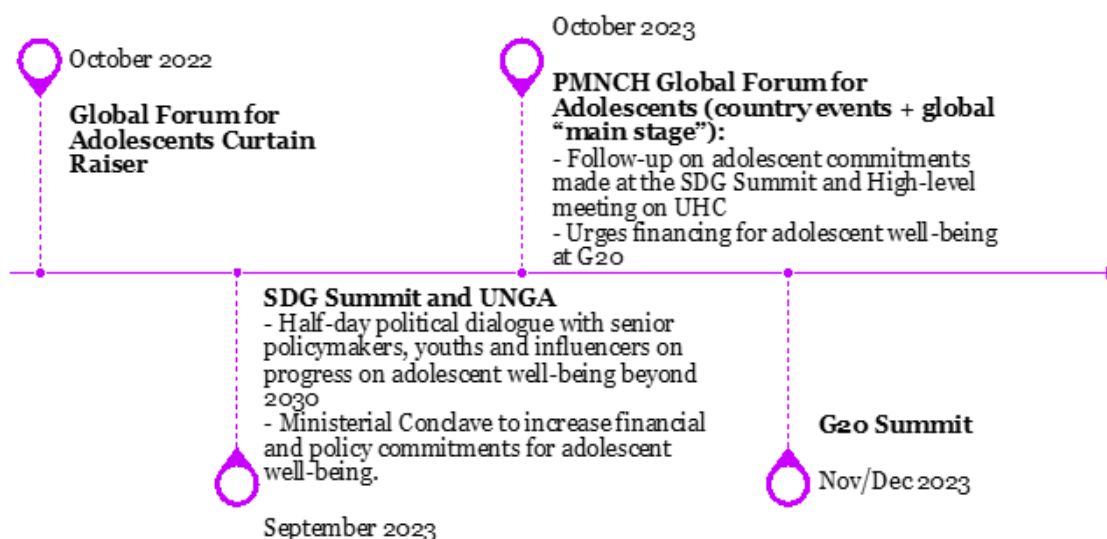 October 2022
Global Forum for
Adolescents Curtain
Raiser
October 2023
PMNCH Global Forum for
Adolescents (country events + global
“main stage”):
- Follow-up on adolescent commitments
made at the SDG Summit and High-level
meeting on UHC
- Urges financing for adolescent well-being
at G20
SDG Summit and UNGA
- Half-day political dialogue with senior
policymakers, youths and influencers on
progress on adolescent well-being beyond
2030
- Ministerial Conclave to increase financial
and policy commitments for adolescent
well-being.
September 2023
G20 Summit
Nov/Dec 2023